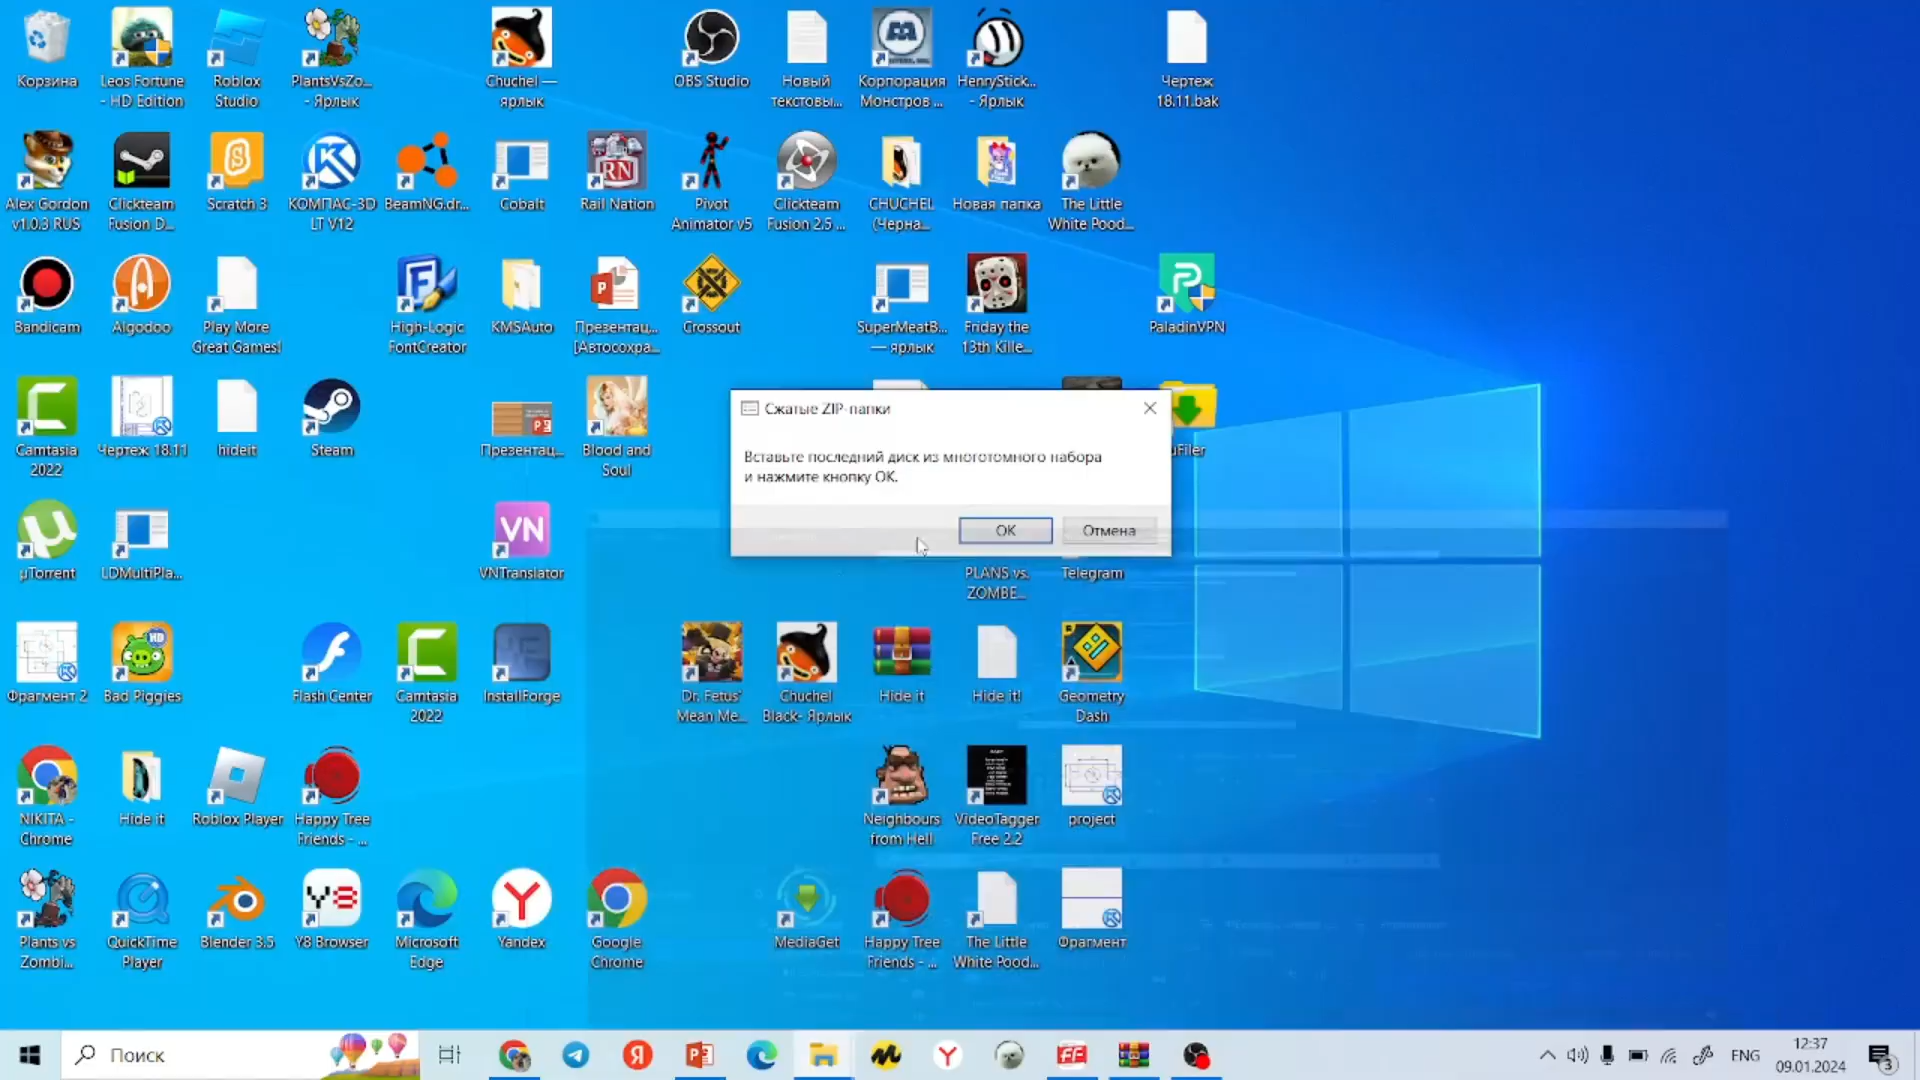 Корзина
Leos Fortune
- HD Edition
Roblox
Studio
PlantsVsZo...
- Ярлык
Chuchel —
ярлык
OBS Studio
Новый
текстовы...
Корпорация
Монстров ...
HenryStick...
- Ярлык
Чертеж
18.11.bak
Alex Gordon
v1.0.3 RUS
Clickteam
Fusion D...
Scratch 3
КОМПАС-3D
LT V12
BeamNG.dr...
Cobalt
Rail Nation
Pivot
Animator v5
Clickteam
Fusion 2.5 ...
CHUCHEL
(Черна...
Новая папка
The Little
White Pood...
Bandicam
Algodoo
Play More
Great Games!
High-Logic
FontCreator
KMSAuto
Презентац...
[Автосохра...
Crossout
SuperMeatB...
— ярлык
Friday the
13th Kille...
PaladinVPN
Camtasia
2022
Чертеж 18.11
hideit
Steam
Презентац...
Blood and
Soul
uFiler
Сжатые ZIP-папки
Вставьте последний диск из многотомного набора
и нажмите кнопку ОК.
ОК
Отмена
µTorrent
LDMultiPla...
VN
VNTranslator
PLANS vs.
ZOMBE...
Telegram
Фрагмент 2
Bad Piggies
Flash Center
Camtasia
2022
InstallForge
Dr. Fetus'
Mean Me...
Chuchel
Black- Ярлык
Hide it
Hide it!
Geometry
Dash
NIKITA -
Chrome
Hide it
Roblox Player
Happy Tree
Friends - ...
Neighbours
from Hell
VideoTagger
Free 2.2
project
Plants vs
Zombi...
QuickTime
Player
Blender 3.5
Y8 Browser
Microsoft
Edge
Yandex
Google
Chrome
MediaGet
Happy Tree
Friends - ...
The Little
White Pood...
Фрагмент
Поиск
ENG
12:37
09.01.2024
3